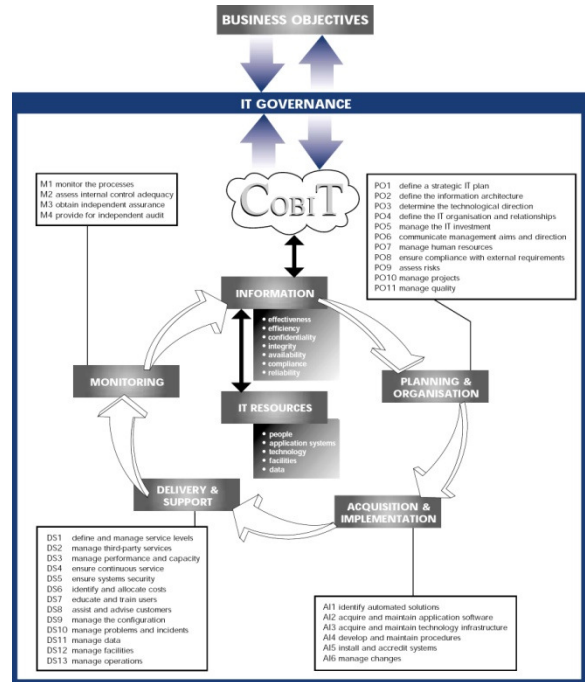 BUSINESS OBJECTIVES
IT GOVERNANCE
COBIT
M1 monitor the processes
M2 assess internal control adequacy
M3 obtain independent assurance
M4 provide for independent audit
PO1 define a strategic IT plan
PO2 define the information architecture
PO3 determine the technological direction
PO4 define the IT organisation and relationships
PO5 manage the IT investment
PO6 communicate management aims and direction
PO7 manage human resources
PO8 ensure compliance with external requirements
PO9 assess risks
PO10 manage projects
PO11 manage quality
INFORMATION
• effectiveness
• efficiency
• confidentiality
• integrity
• availability
• compliance
• reliability
MONITORING
PLANNING &
ORGANISATION
IT RESOURCES
• people
• application systems
• technology
• facilities
• data
DELIVERY &
SUPPORT
ACQUISITION &
IMPLEMENTATION
DS1 define and manage service levels
DS2 manage third-party services
DS3 manage performance and capacity
DS4 ensure continuous service
DS5 ensure systems security
DS6 identify and allocate costs
DS7 educate and train users
DS8 assist and advise customers
DS9 manage the configuration
DS10 manage problems and incidents
DS11 manage data
DS12 manage facilities
DS13 manage operations
AI1 identify automated solutions
AI2 acquire and maintain application software
AI3 acquire and maintain technology infrastructure
AI4 develop and maintain procedures
AI5 install and accredit systems
AI6 manage changes